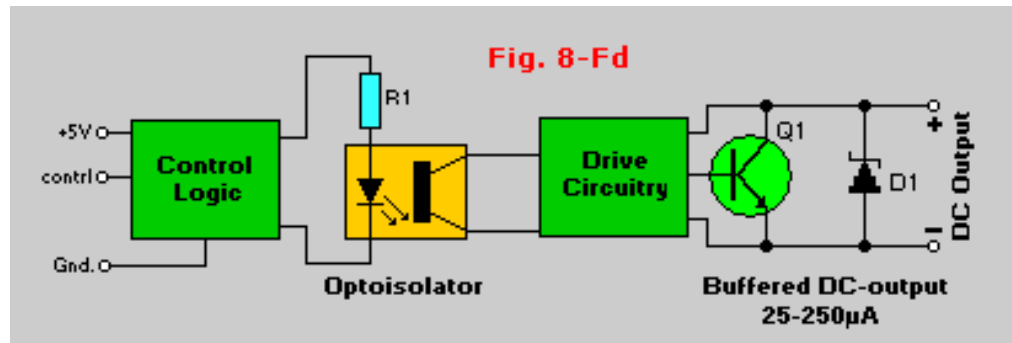 Fig. 8-Fd
R1
+5V
contrl
Gnd.
Control
Logic
Optoisolator
Drive
Circuitry
Q1
D1
+
-
DC Output
Buffered DC-output
25-250µA